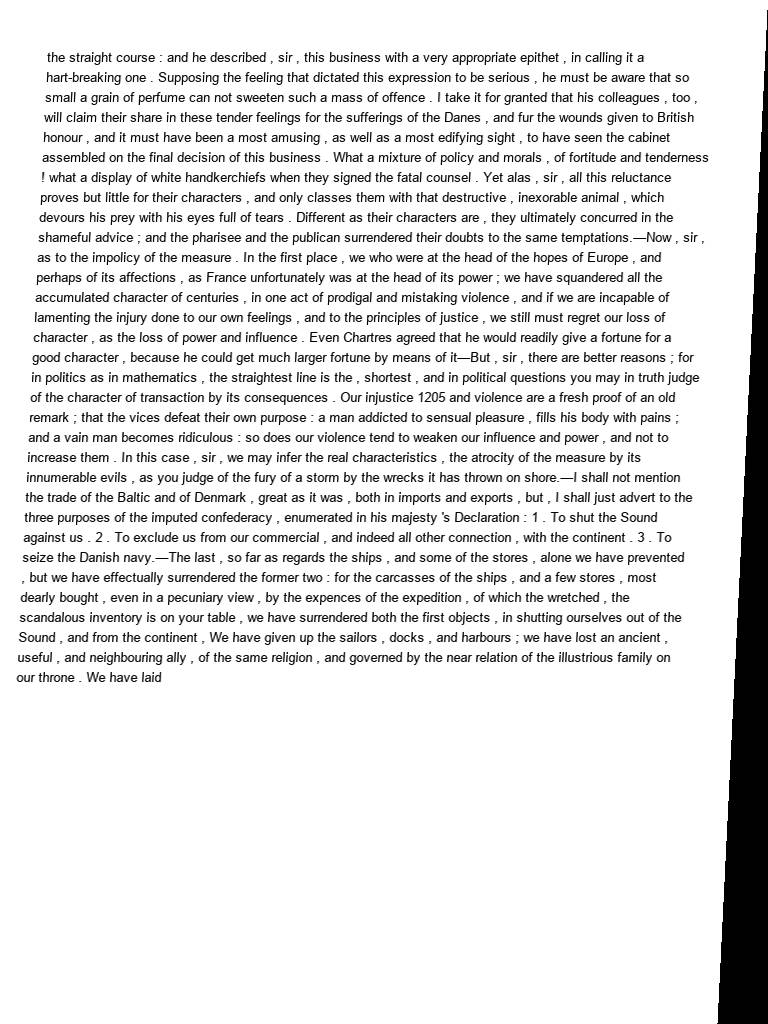 the straight course : and he described , sir , this business with a very appropriate epithet , in calling it a
hart-breaking one . Supposing the feeling that dictated this expression to be serious , he must be aware that so
small a grain of perfume can not sweeten such a mass of offence . I take it for granted that his colleagues , too ,
will claim their share in these tender feelings for the sufferings of the Danes , and fur the wounds given to British
honour , and it must have been a most amusing , as well as a most edifying sight , to have seen the cabinet
assembled on the final decision of this business . What a mixture of policy and morals , of fortitude and tenderness
! what a display of white handkerchiefs when they signed the fatal counsel . Yet alas , sir , all this reluctance
proves but little for their characters , and only classes them with that destructive , inexorable animal , which
devours his prey with his eyes full of tears . Different as their characters are , they ultimately concurred in the
shameful advice ; and the pharisee and the publican surrendered their doubts to the same temptations.—Now , sir ,
as to the impolicy of the measure . In the first place , we who were at the head of the hopes of Europe , and
perhaps of its affections , as France unfortunately was at the head of its power ; we have squandered all the
accumulated character of centuries , in one act of prodigal and mistaking violence , and if we are incapable of
lamenting the injury done to our own feelings , and to the principles of justice , we still must regret our loss of
character , as the loss of power and influence . Even Chartres agreed that he would readily give a fortune for a
good character , because he could get much larger fortune by means of it—But , sir , there are better reasons ; for
in politics as in mathematics , the straightest line is the , shortest , and in political questions you may in truth judge
of the character of transaction by its consequences . Our injustice 1205 and violence are a fresh proof of an old
remark ; that the vices defeat their own purpose : a man addicted to sensual pleasure , fills his body with pains ;
and a vain man becomes ridiculous : so does our violence tend to weaken our influence and power , and not to
increase them . In this case , sir , we may infer the real characteristics , the atrocity of the measure by its
innumerable evils , as you judge of the fury of a storm by the wrecks it has thrown on shore.—I shall not mention
the trade of the Baltic and of Denmark , great as it was , both in imports and exports , but , I shall just advert to the
three purposes of the imputed confederacy , enumerated in his majesty 's Declaration : 1 . To shut the Sound
against us . 2 . To exclude us from our commercial , and indeed all other connection , with the continent . 3 . To
seize the Danish navy.—The last , so far as regards the ships , and some of the stores , alone we have prevented
, but we have effectually surrendered the former two : for the carcasses of the ships , and a few stores , most
dearly bought , even in a pecuniary view , by the expences of the expedition , of which the wretched , the
scandalous inventory is on your table , we have surrendered both the first objects , in shutting ourselves out of the
Sound , and from the continent , We have given up the sailors , docks , and harbours ; we have lost an ancient ,
useful , and neighbouring ally , of the same religion , and governed by the near relation of the illustrious family on
our throne . We have laid